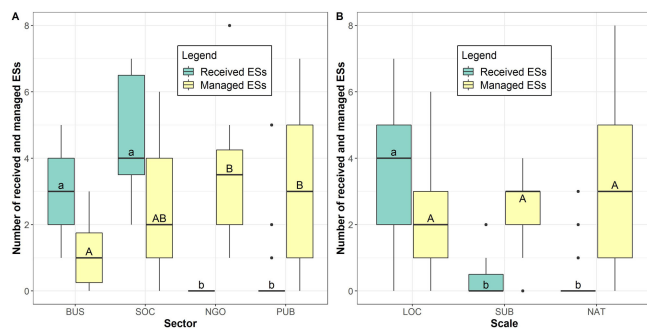 A
Number of received and managed ESs
8
6
4
2
0
Legend
Received ESs
Managed ESs
a
A
a
AB
b
B
b
B
BUS SOC NGO PUB
Sector
B
Number of received and managed ESs
8
6
4
2
0
Legend
Received ESs
Managed ESs
a
A
b
A
b
A
LOC SUB NAT
Scale